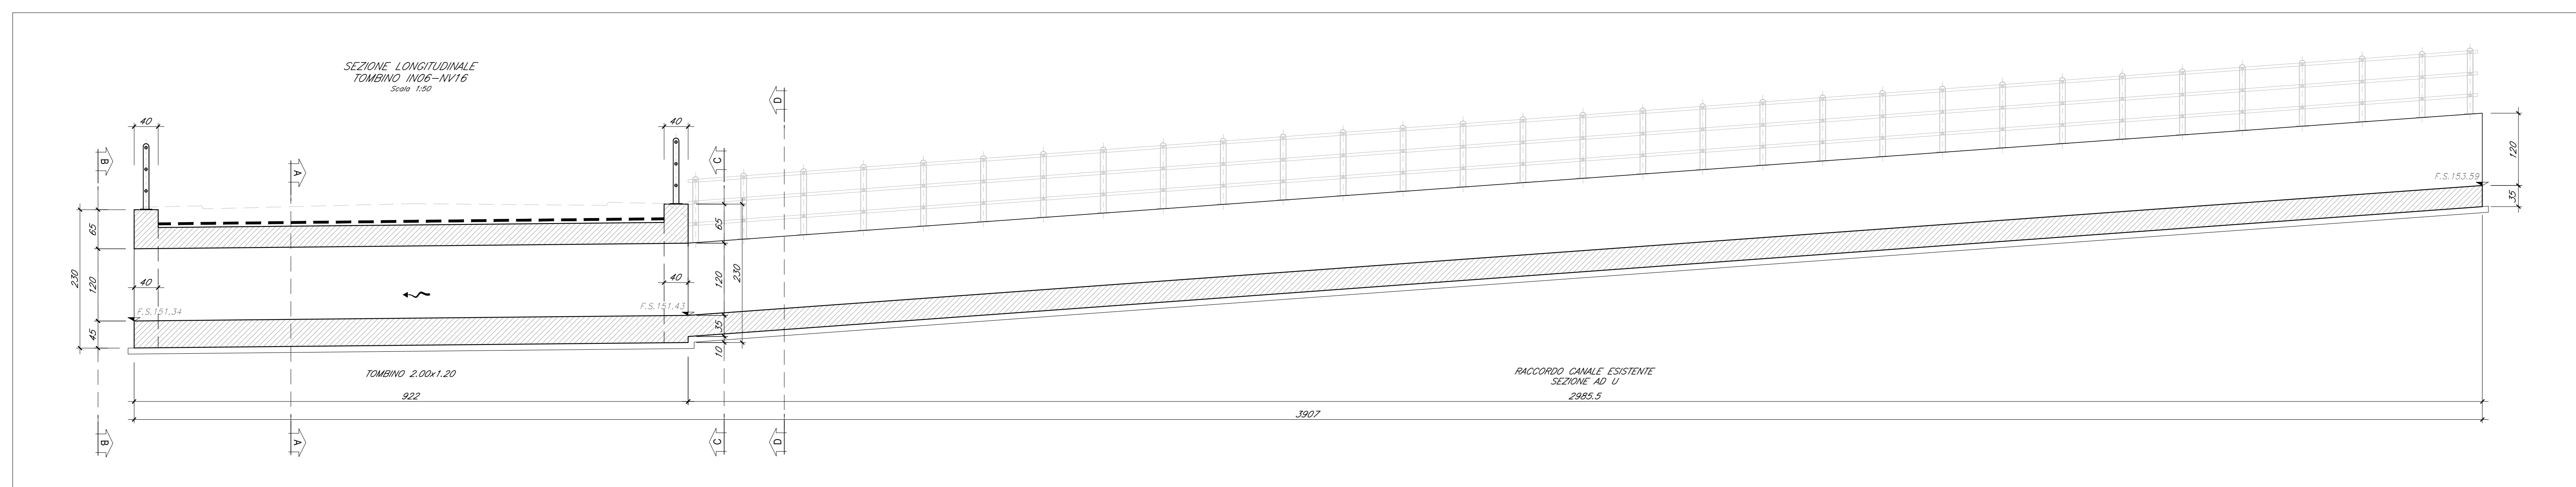 SEZIONE LONGITUDINALE
TOMBINO IN06-NV16
Scala 1:50
D
40
40
B
A
C
120
F.S.153.59
35
65
65
230
120
40
40
120
230
F.S.151.34
F.S.151.43
45
35
10
TOMBINO 2.00x1.20
RACCORDO CANALE ESISTENTE
SEZIONE AD U
922
2985.5
3907
B
A
C
D